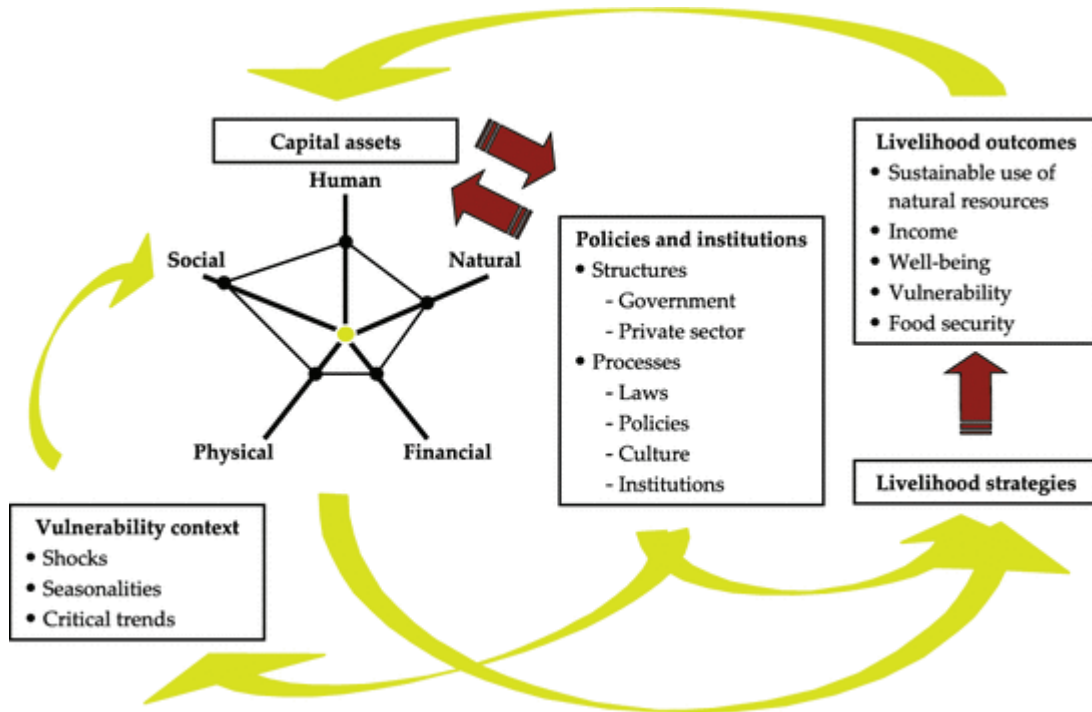 Capital assets
Human
Social
Natural
Physical
Financial
Vulnerability context
• Shocks
• Seasonalities
• Critical trends
Policies and institutions
• Structures
- Government
- Private sector
• Processes
- Laws
- Policies
- Culture
- Institutions
Livelihood outcomes
• Sustainable use of
natural resources
• Income
• Well-being
• Vulnerability
• Food security
Livelihood strategies